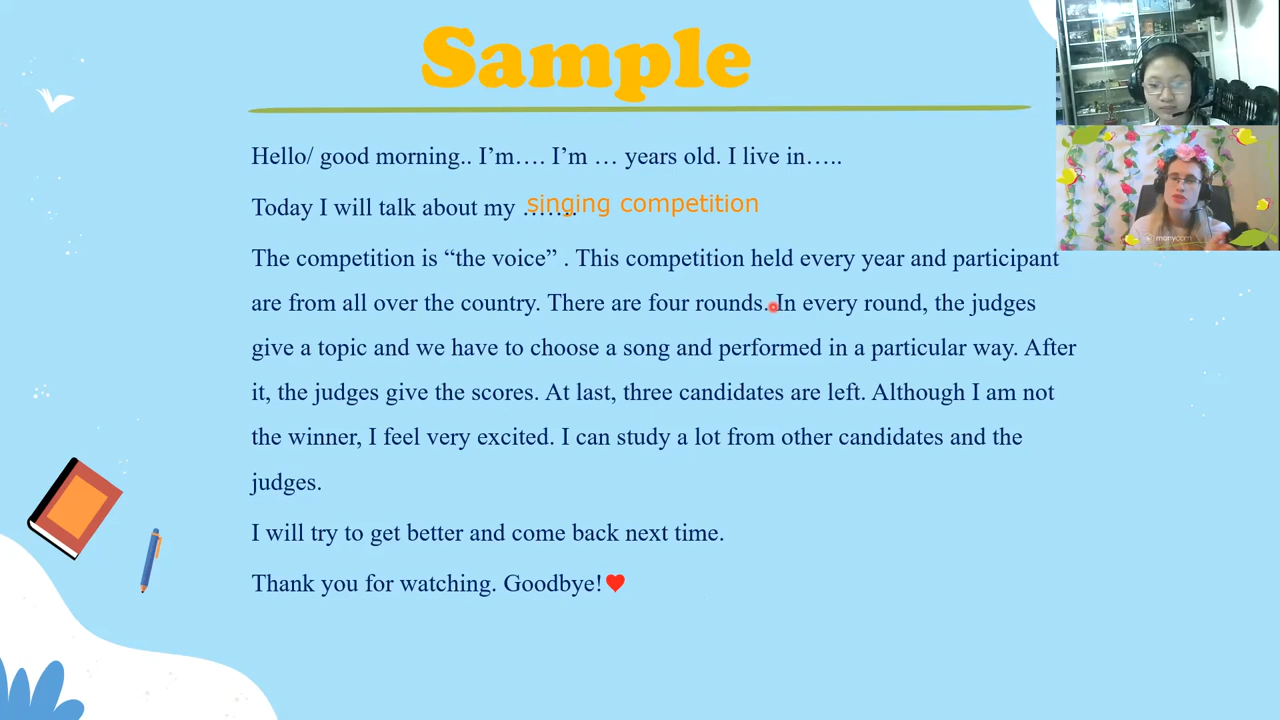 Sample
Hello/ good morning.. I’m…. I’m … years old. I live in…..
Today I will talk about my …….
singing competition
The competition is “the voice” . This competition held every year and participant
are from all over the country. There are four rounds. In every round, the judges
give a topic and we have to choose a song and performed in a particular way. After
it, the judges give the scores. At last, three candidates are left. Although I am not
the winner, I feel very excited. I can study a lot from other candidates and the
judges.
I will try to get better and come back next time.
Thank you for watching. Goodbye!
manycam